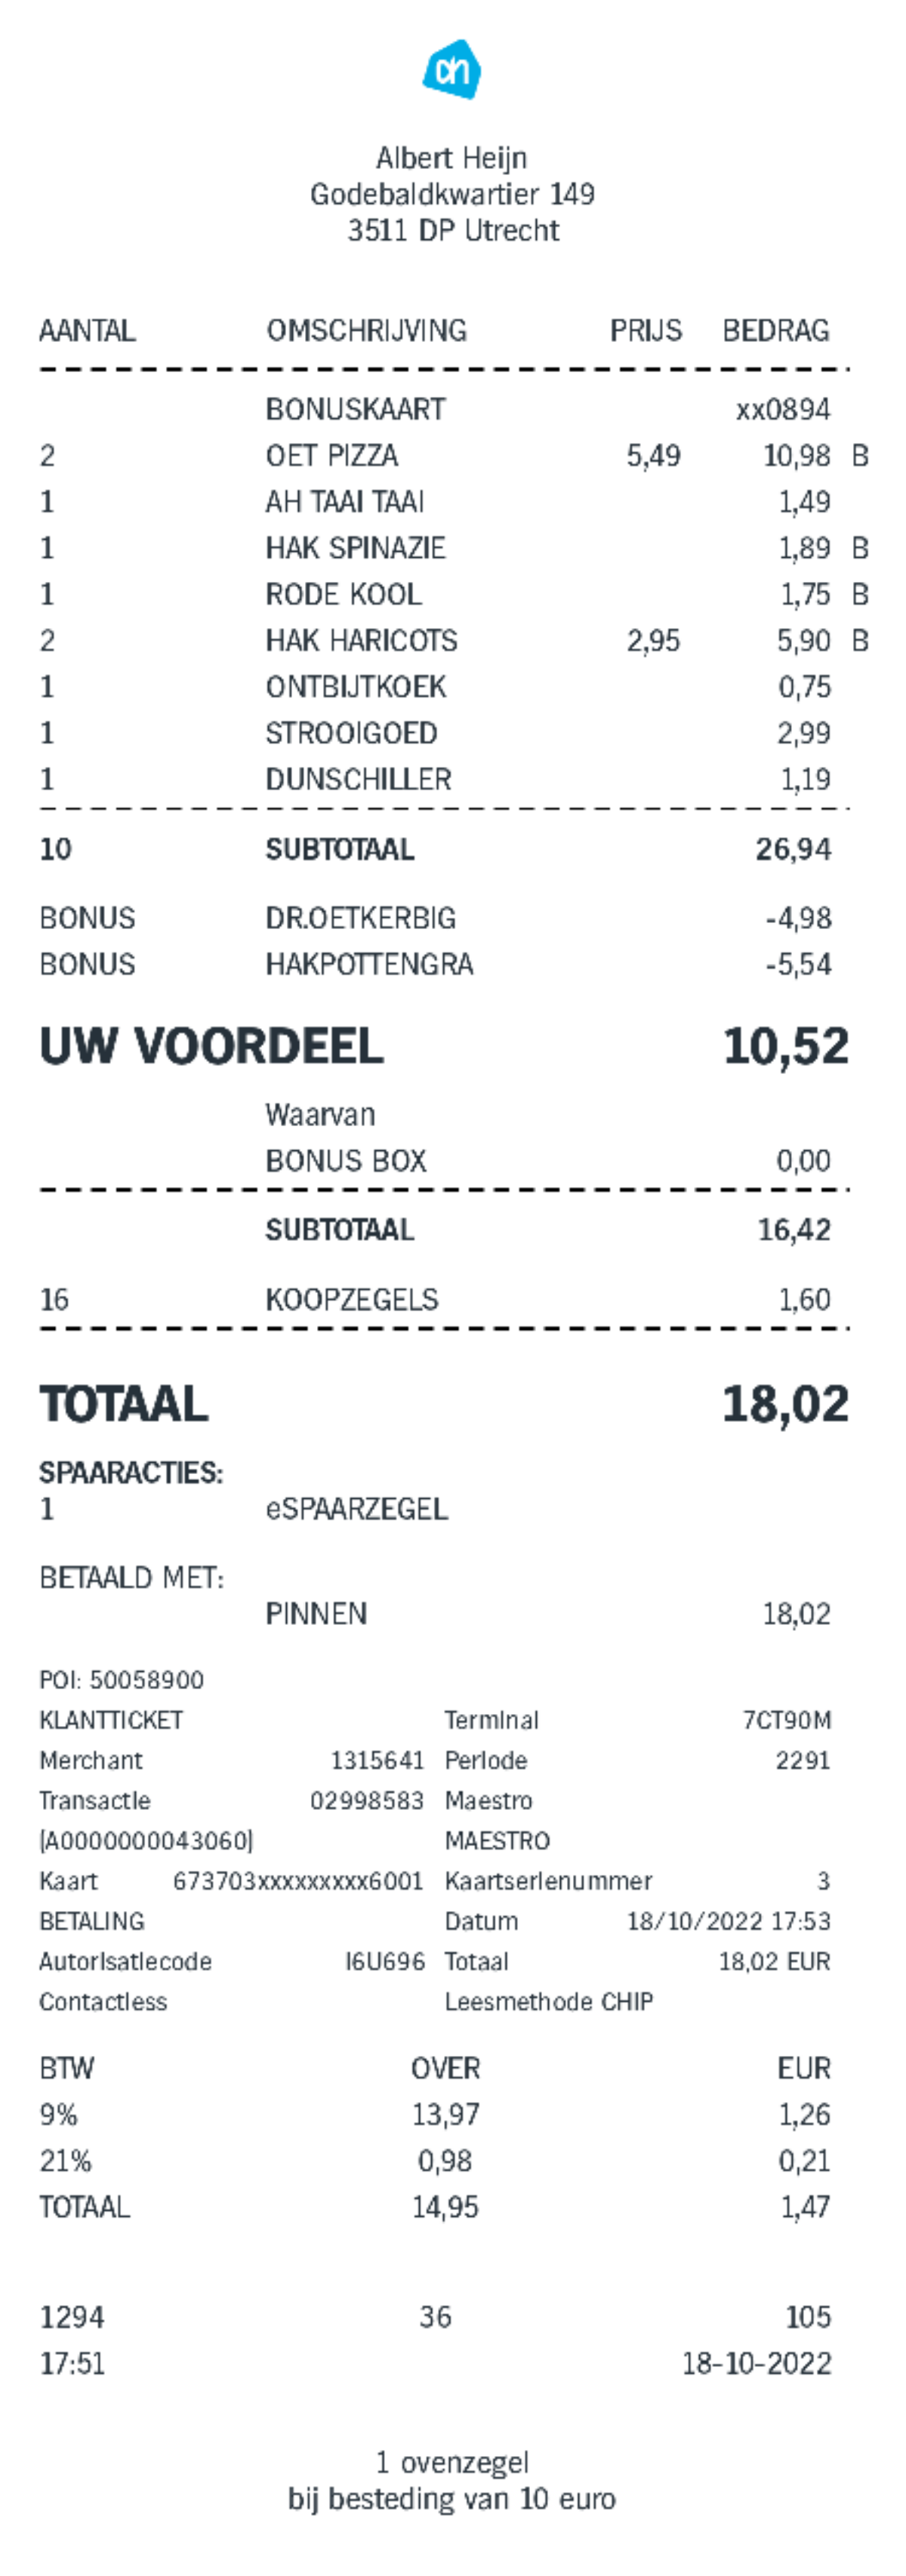 ah
Albert Heijn
Godebaldkwartier 149
3511 DP Utrecht
AANTAL OMSCHRIJVING PRIJS BEDRAG
BONUSKAART xx0894
2 OET PIZZA 5,49 10,98 B
1 AH TAAI TAAI 1,49
1 HAK SPINAZIE 1,89 B
1 RODE KOOL 1,75 B
2 HAK HARICOTS 2,95 5,90 B
1 ONTBIJTKOEK 0,75
1 STROOIGOED 2,99
1 DUNSCHILLER 1,19
10 SUBTOTAAL 26,94
BONUS DR.OETKERBIG -4,98
BONUS HAKPOTTENGRA -5,54
UW VOORDEEL 10,52
Waarvan
BONUS BOX 0,00
SUBTOTAAL 16,42
16 KOOPZEGELS 1,60
TOTAAL 18,02
SPAARACTIES:
1 eSPAARZEGEL
BETAALD MET:
PINNEN 18,02
POI: 50058900
KLANTTICKET Terminal 7CT90M
Merchant 1315641 Periode 2291
Transactie 02998583 Maestro
(A0000000043060) MAESTRO
Kaart 673703xxxxxxxxx6001 Kaartserienummer 3
BETALING Datum 18/10/2022 17:53
Autorisatiecode I6U696 Totaal 18,02 EUR
Contactless Leesmethode CHIP
BTW OVER EUR
9% 13,97 1,26
21% 0,98 0,21
TOTAAL 14,95 1,47
1294 36 105
17:51 18-10-2022
1 ovenzegel
bij besteding van 10 euro